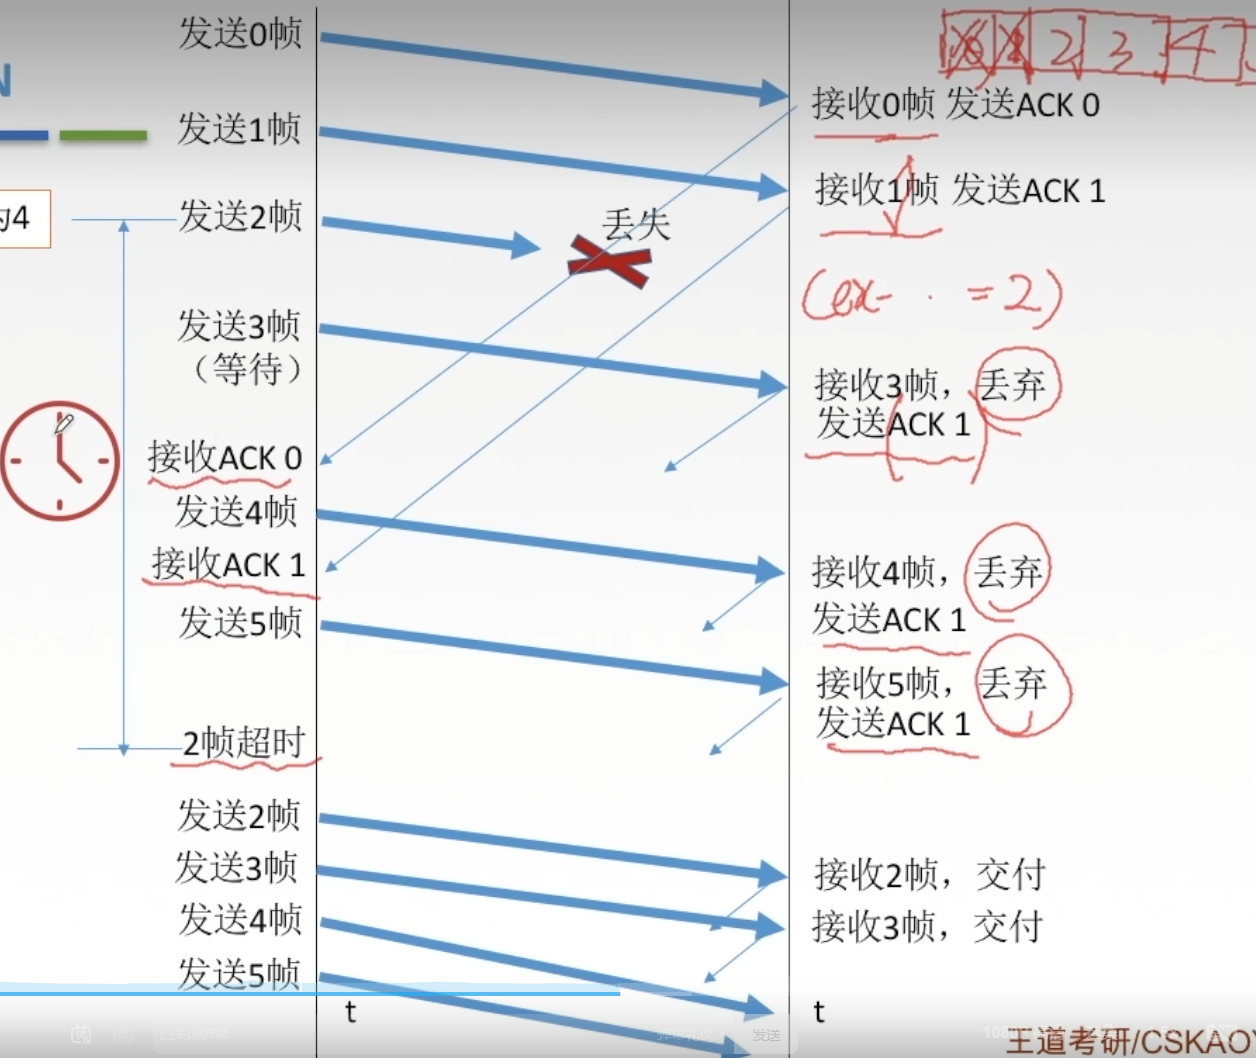 发送0帧
接收0帧 发送ACK 0
发送1帧
接收1帧 发送ACK 1
为4
发送2帧
丢失
(ex- · = 2)
2 3 4
发送3帧
（等待）
接收3帧，丢弃
发送ACK 1
接收ACK 0
发送4帧
接收ACK 1
接收4帧，丢弃
发送ACK 1
发送5帧
接收5帧，丢弃
发送ACK 1
2帧超时
发送2帧
接收2帧，交付
发送3帧
接收3帧，交付
发送4帧
发送5帧
t
t
发送
王道考研/CSKAOY